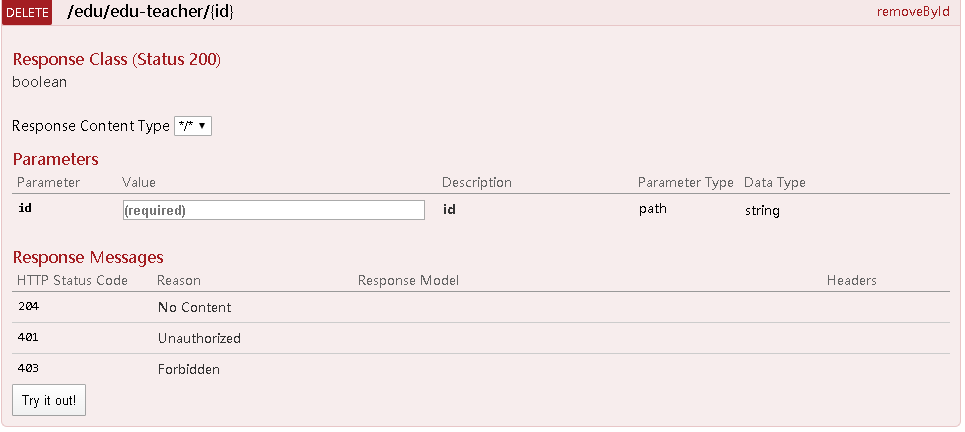 DELETE /edu/edu-teacher/{id} removeById
Response Class (Status 200)
boolean
Response Content Type */*
Parameters
Parameter Value Description Parameter Type Data Type
id (required) id path string
Response Messages
HTTP Status Code Reason Response Model Headers
204 No Content
401 Unauthorized
403 Forbidden
Try it out!